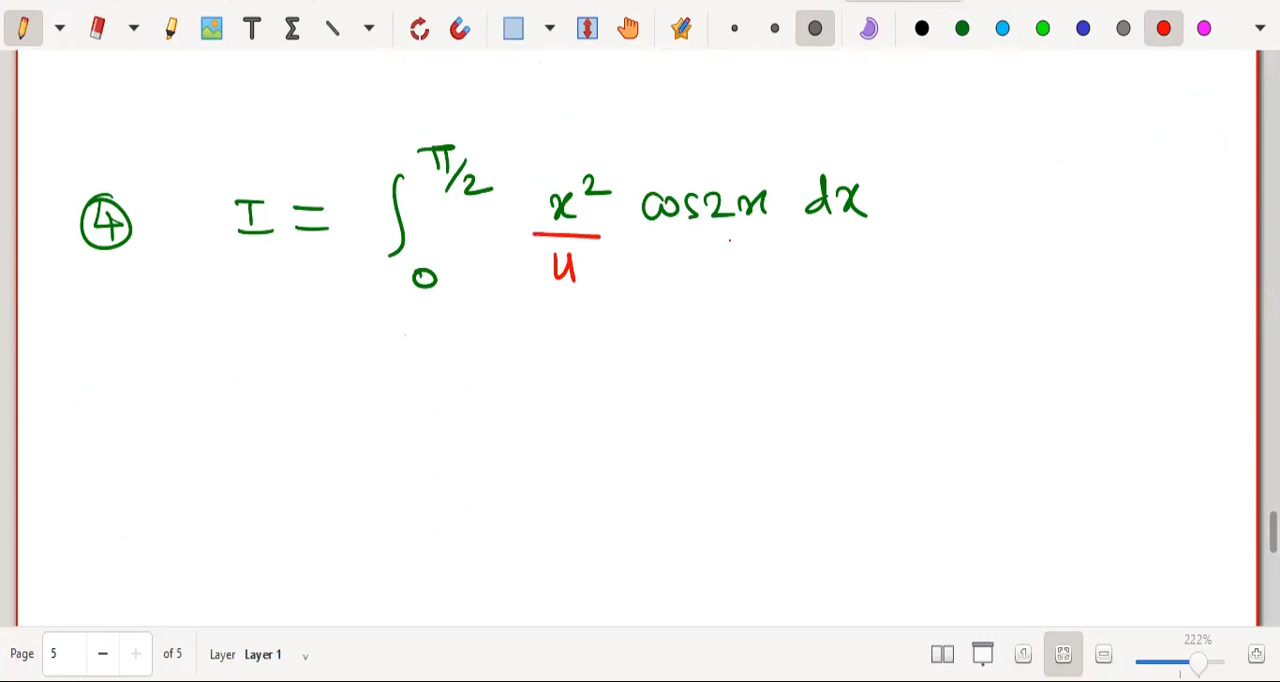 ④ I = ∫₀^π/2 x² cos2x dx
u
Page 5 of 5 Layer Layer 1 222%